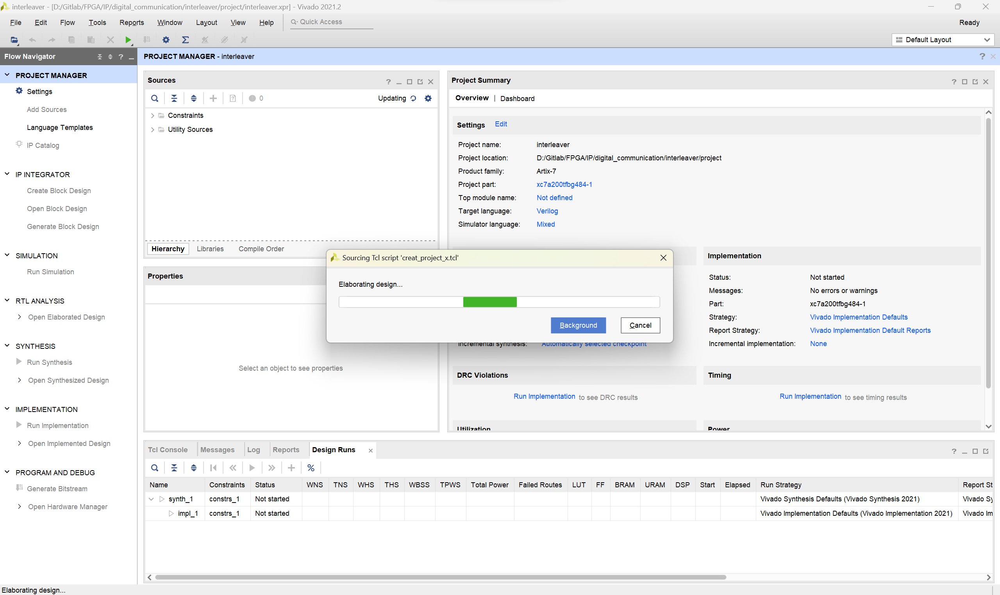 interleaver - [D:/Gitlab/FPGA/IP/digital_communication/interleaver/project/interleaver.xpr] - Vivado 2021.2
File Edit Flow Tools Reports Window Layout View Help Quick Access Ready
Default Layout
Flow Navigator
PROJECT MANAGER
Settings
Add Sources
Language Templates
IP Catalog
IP INTEGRATOR
Create Block Design
Open Block Design
Generate Block Design
SIMULATION
Run Simulation
RTL ANALYSIS
Open Elaborated Design
SYNTHESIS
Run Synthesis
Open Synthesized Design
IMPLEMENTATION
Run Implementation
Open Implemented Design
PROGRAM AND DEBUG
Generate Bitstream
Open Hardware Manager
PROJECT MANAGER - interleaver
Sources
0 Updating
Constraints
Utility Sources
Hierarchy Libraries Compile Order
Properties
Select an object to see properties
Project Summary
Overview | Dashboard
Settings Edit
Project name: interleaver
Project location: D:/Gitlab/FPGA/IP/digital_communication/interleaver/project
Product family: Artix-7
Project part: xc7a200tfbg484-1
Top module name: Not defined
Target language: Verilog
Simulator language: Mixed
Sourcing Tcl script 'creat_project_x.tcl'
Elaborating design...
Background Cancel
Incremental synthesis: Automatically selected checkpoint
Implementation
Status: Not started
Messages: No errors or warnings
Part: xc7a200tfbg484-1
Strategy: Vivado Implementation Defaults
Report Strategy: Vivado Implementation Default Reports
Incremental implementation: None
DRC Violations
Run Implementation to see DRC results
Timing
Run Implementation to see timing results
Utilization
Power
Tcl Console Messages Log Reports Design Runs
Name Constraints Status WNS TNS WHS THS WBSS TPWS Total Power Failed Routes LUT FF BRAM URAM DSP Start Elapsed Run Strategy Report St
synth_1 constrs_1 Not started Vivado Synthesis Defaults (Vivado Synthesis 2021) Vivado Sy
impl_1 constrs_1 Not started Vivado Implementation Defaults (Vivado Implementation 2021) Vivado Im
Elaborating design...